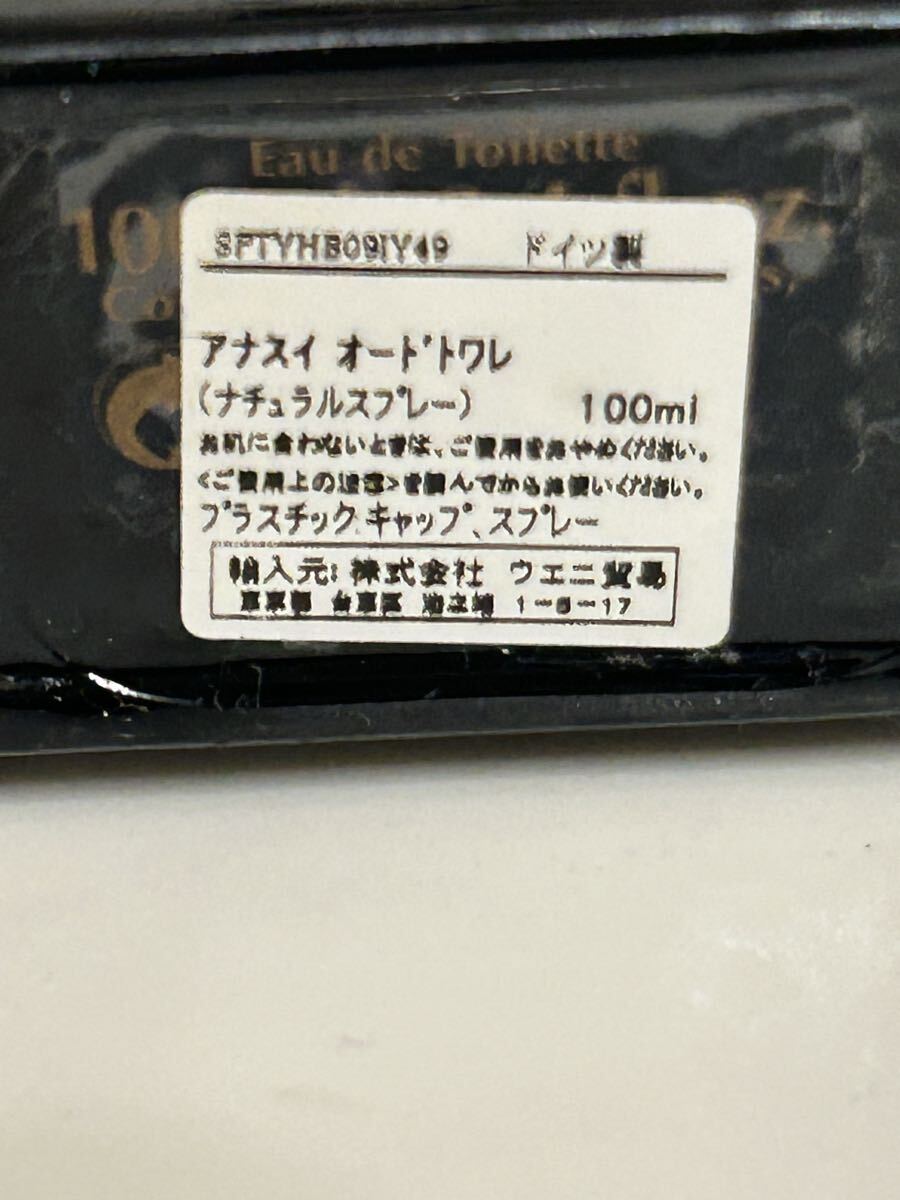 Eau de Toilette
100
SFTYHB09IY49 ドイツ製
アナスイ オードトワレ
(ナチュラルスプレー) 100ml
お肌に合わないときは、ご使用をおやめください。
<ご使用上の注意>を読んでからお使いください。
プラスチック:キャップ、スプレー
輸入元: 株式会社 ウエニ貿易
東京都 台東区 池之端 1-6-17